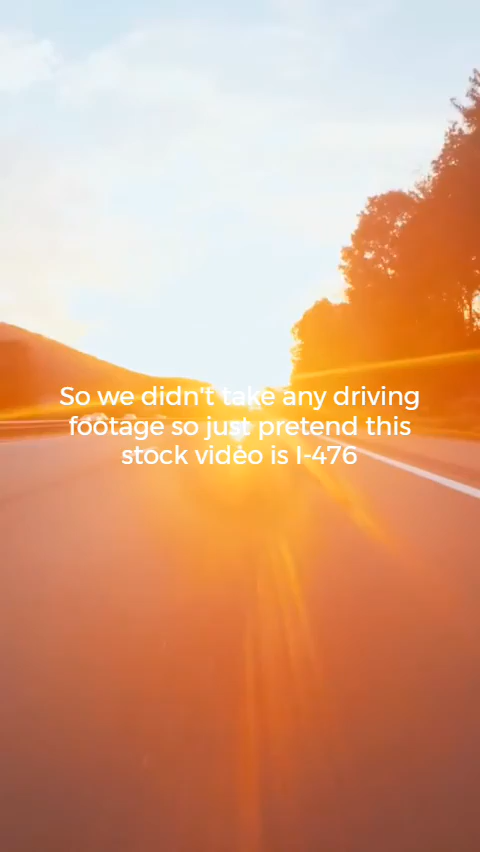 So we didn't take any driving
footage so just pretend this
stock video is I-476